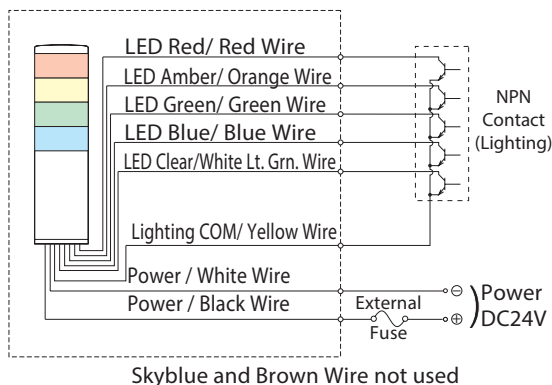 LED Red/ Red Wire
LED Amber/ Orange Wire
LED Green/ Green Wire
LED Blue/ Blue Wire
LED Clear/White Lt. Grn. Wire
Lighting COM/ Yellow Wire
Power / White Wire
Power / Black Wire
NPN
Contact
(Lighting)
External
Fuse
⊖
⊕
Power
DC24V
Skyblue and Brown Wire not used